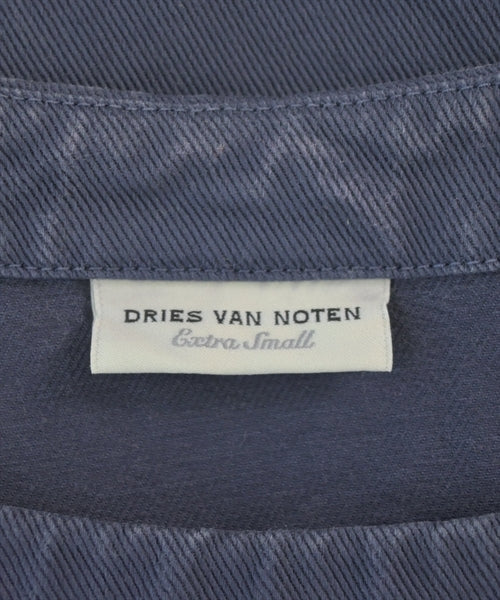 DRIES VAN NOTEN
Extra Small